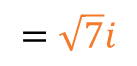 = √7i